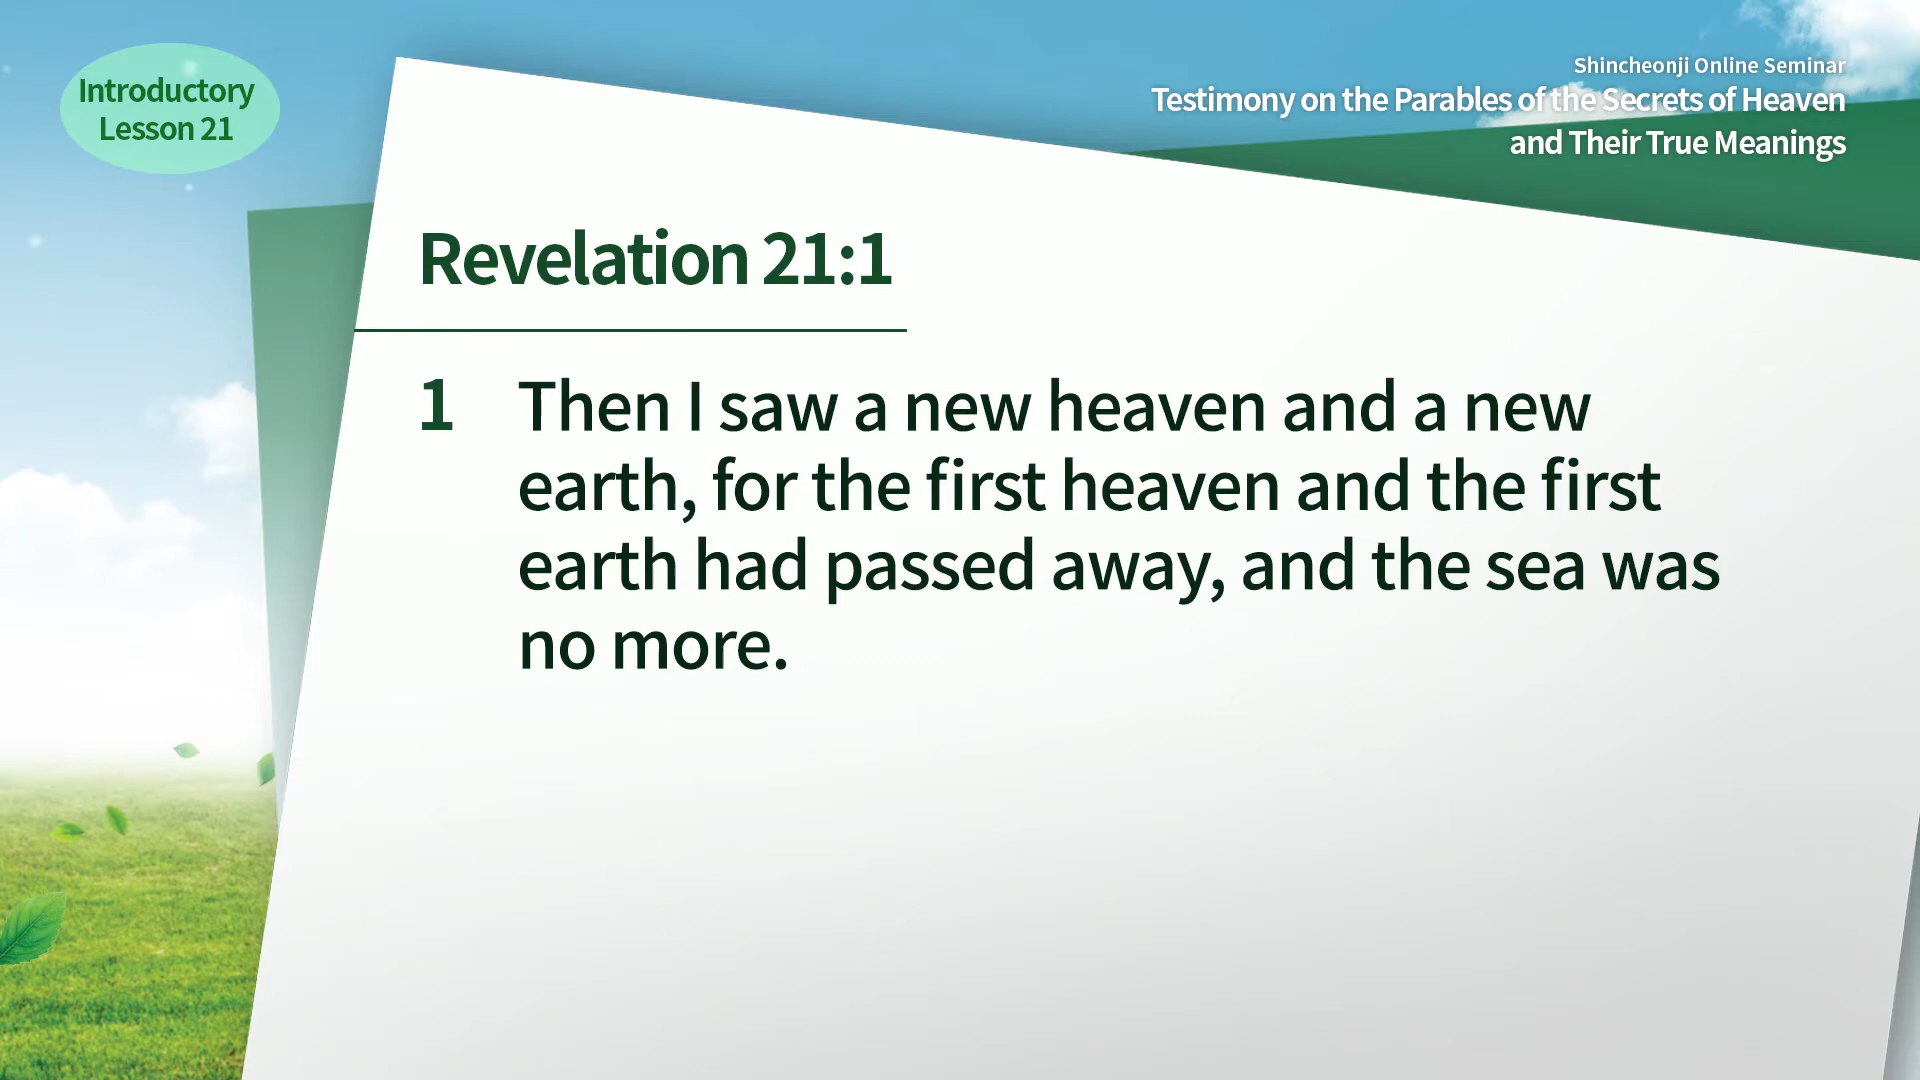 Introductory
Lesson 21
Shincheonji Online Seminar
Testimony on the Parables of the Secrets of Heaven
and Their True Meanings
Revelation 21:1
1 Then I saw a new heaven and a new
earth, for the first heaven and the first
earth had passed away, and the sea was
no more.